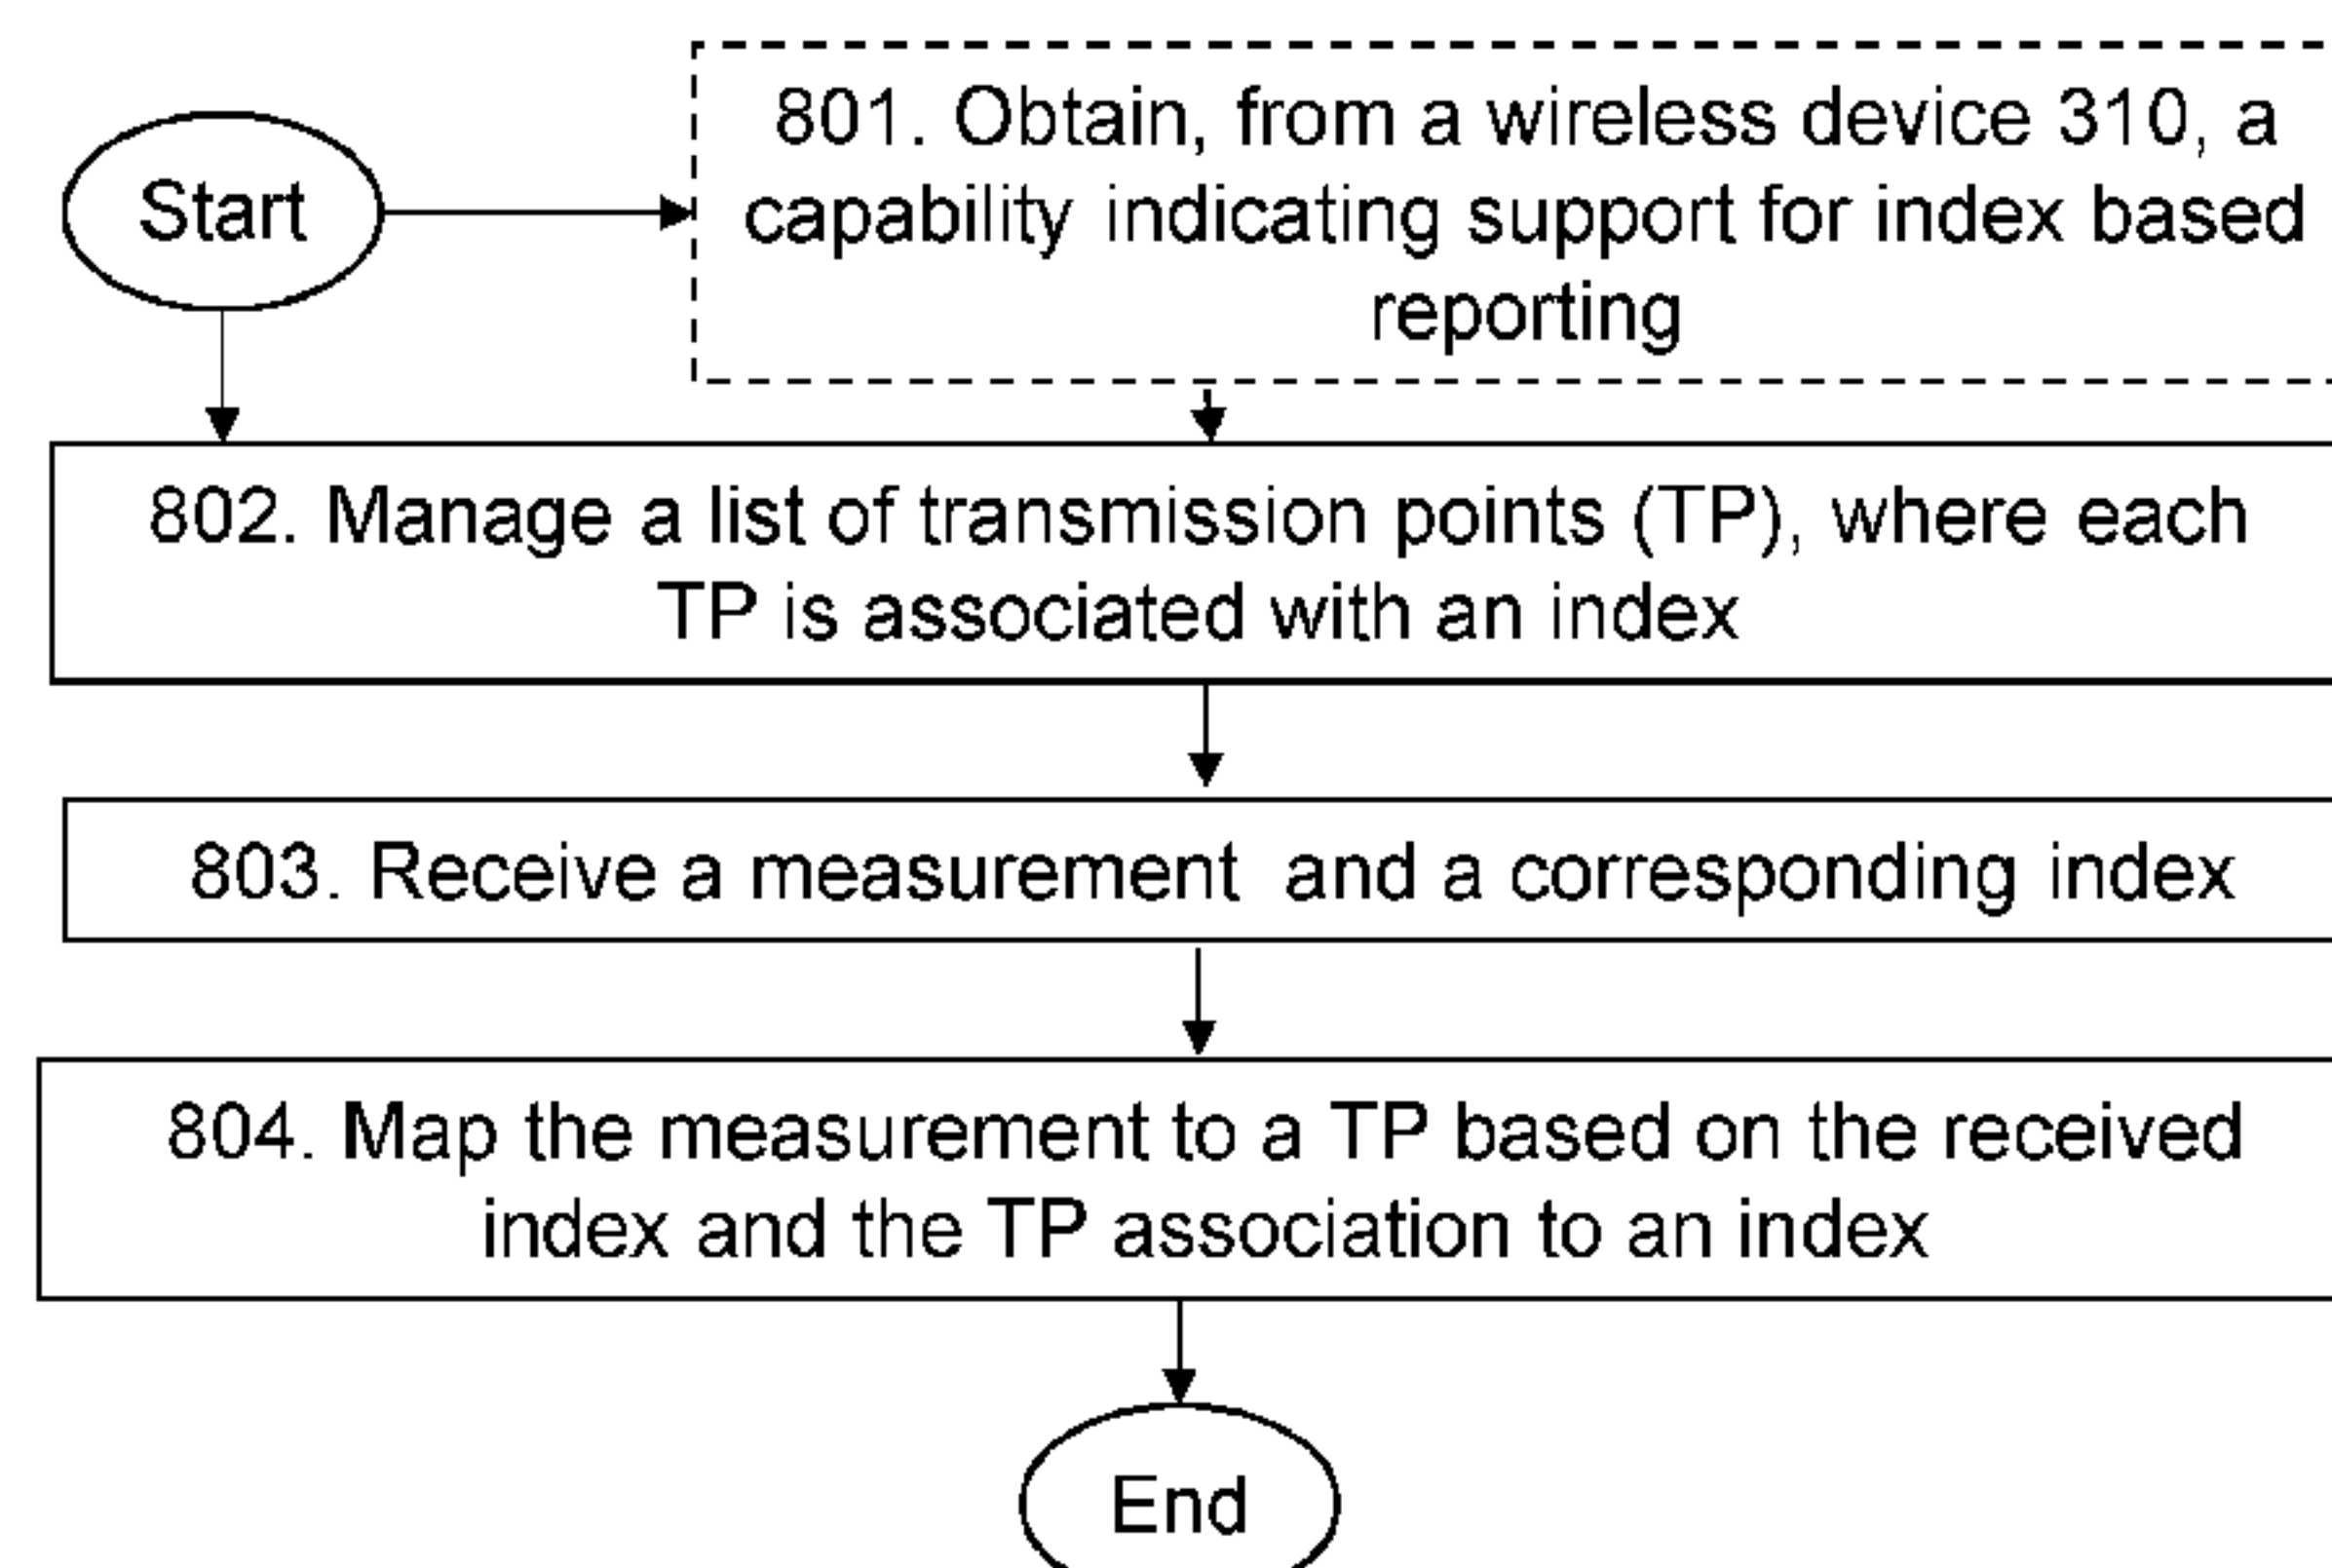 Start
801. Obtain, from a wireless device 310, a
capability indicating support for index based
reporting
802. Manage a list of transmission points (TP), where each
TP is associated with an index
803. Receive a measurement and a corresponding index
804. Map the measurement to a TP based on the received
index and the TP association to an index
End